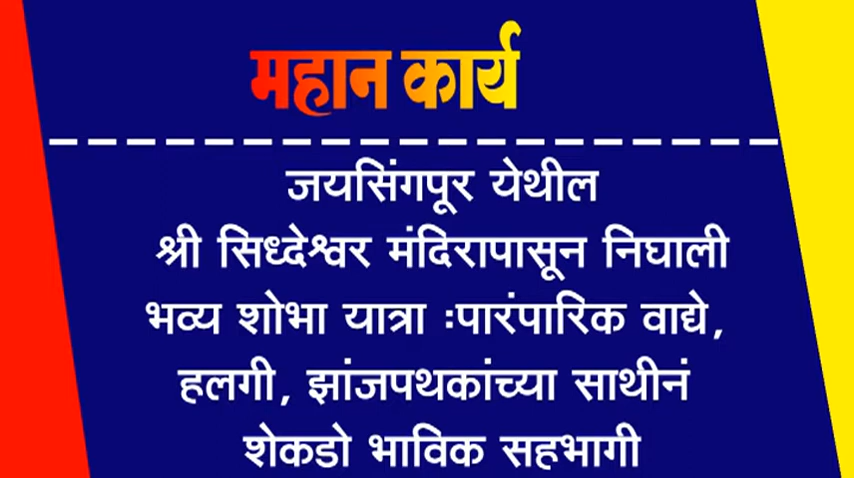 महान कार्य
जयसिंगपूर येथील
श्री सिध्देश्वर मंदिरापासून निघाली
भव्य शोभा यात्रा :पारंपारिक वाद्ये,
हलगी, झांजपथकांच्या साथीनं
शेकडो भाविक सहभागी